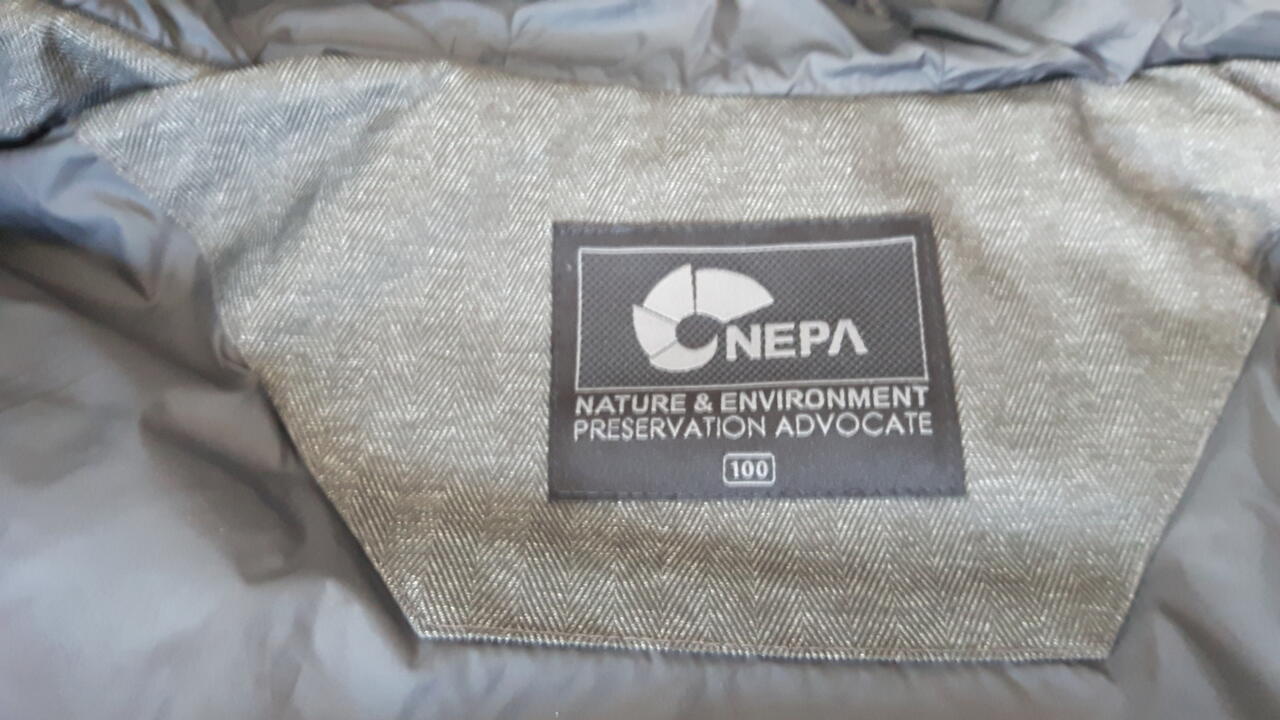 NEPA
NATURE & ENVIRONMENT
PRESERVATION ADVOCATE
100